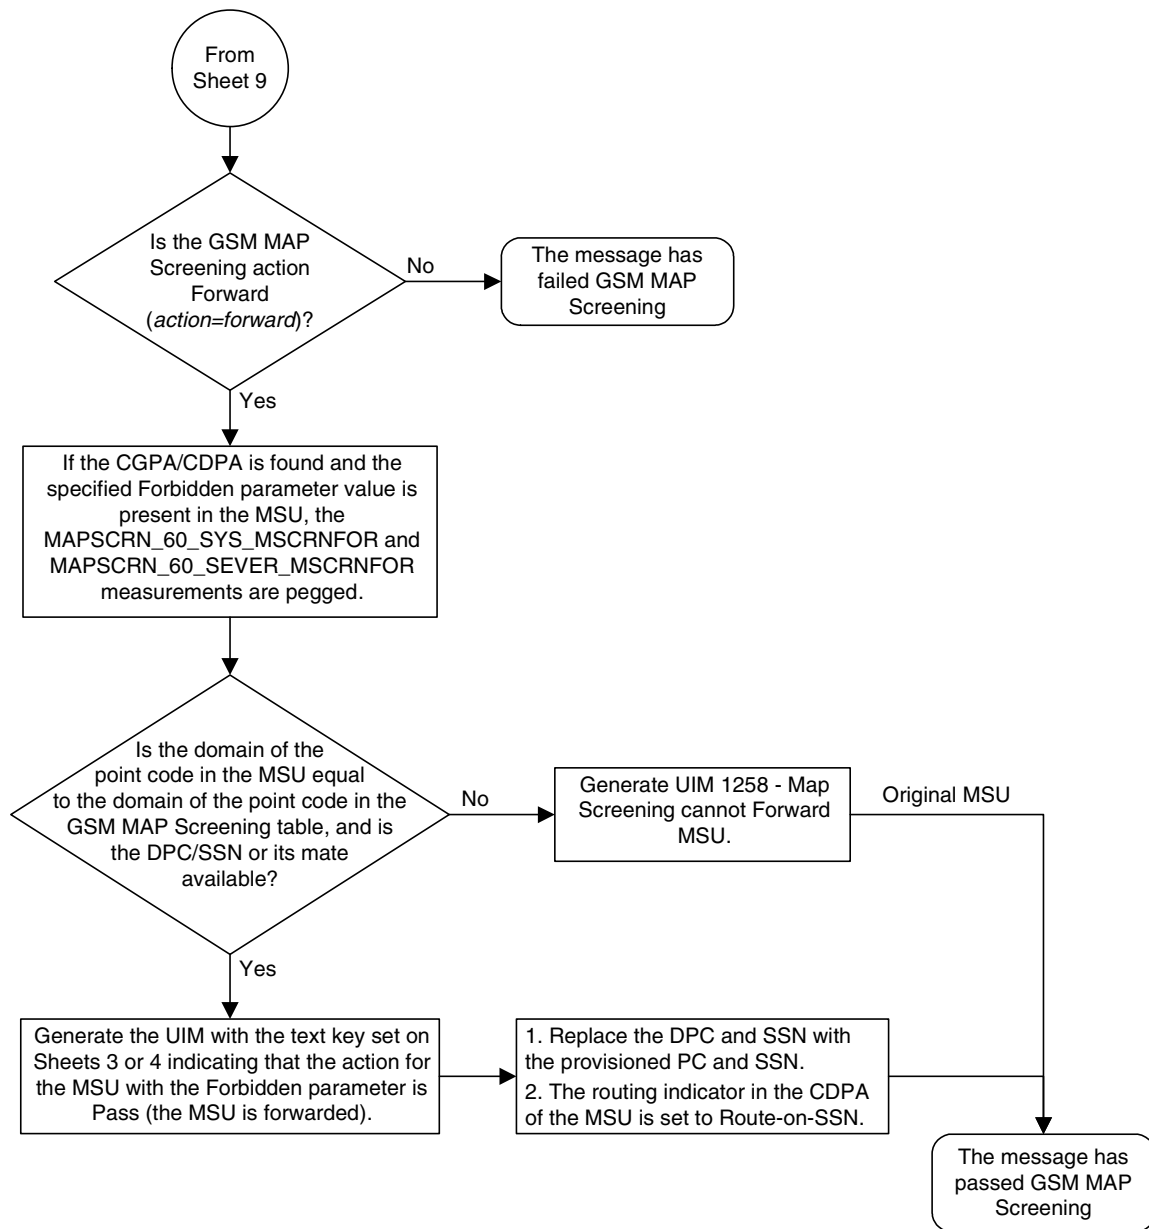 From
Sheet 9
Is the GSM MAP
Screening action
Forward
(action=forward)?
No
The message has
failed GSM MAP
Screening
Yes
If the CGPA/CDPA is found and the
specified Forbidden parameter value is
present in the MSU, the
MAPSCRN_60_SYS_MSCRNFOR and
MAPSCRN_60_SEVER_MSCRNFOR
measurements are pegged.
Is the domain of the
point code in the MSU equal
to the domain of the point code in the
GSM MAP Screening table, and is
the DPC/SSN or its mate
available?
No
Generate UIM 1258 - Map
Screening cannot Forward
MSU.
Original MSU
Yes
Generate the UIM with the text key set on
Sheets 3 or 4 indicating that the action for
the MSU with the Forbidden parameter is
Pass (the MSU is forwarded).
1. Replace the DPC and SSN with
the provisioned PC and SSN.
2. The routing indicator in the CDPA
of the MSU is set to Route-on-SSN.
The message has
passed GSM MAP
Screening